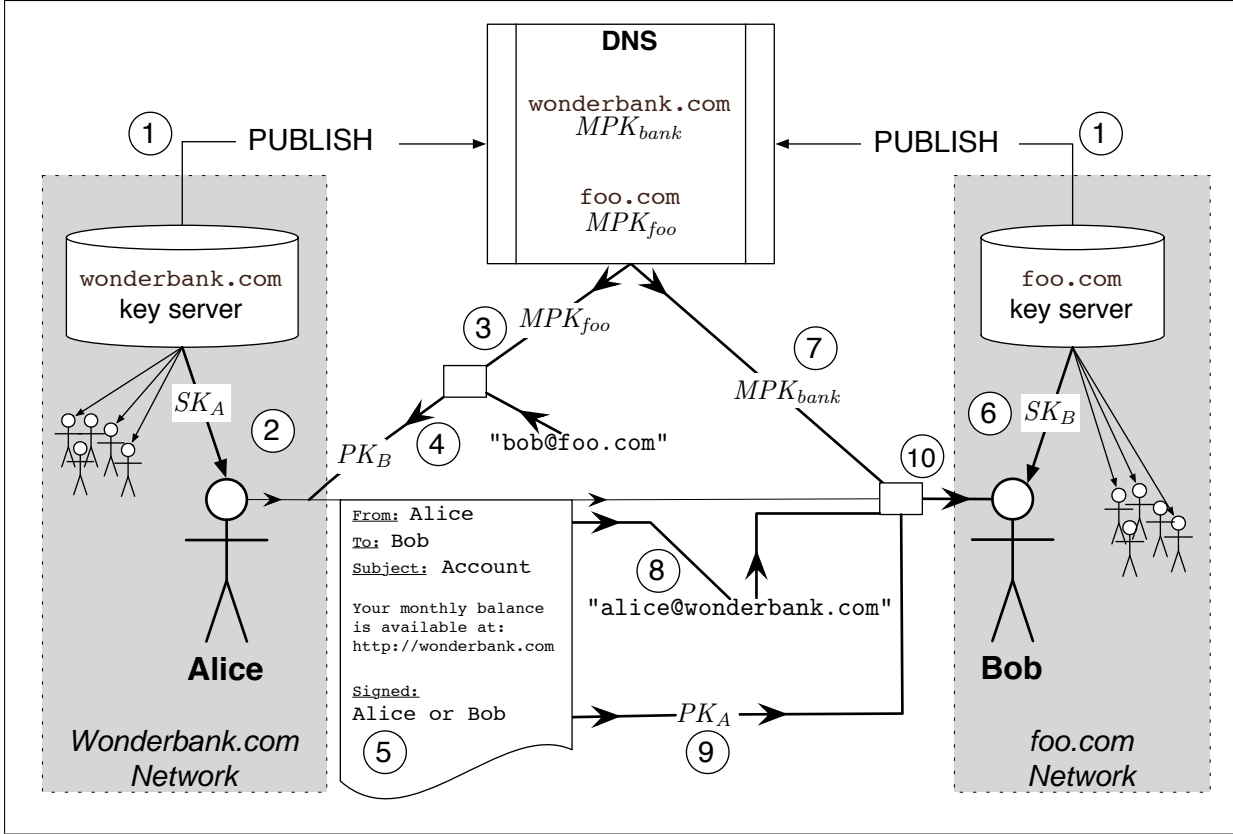 DNS
wonderbank.com
MPK_bank
foo.com
MPK_foo
1
PUBLISH
PUBLISH
1
wonderbank.com
key server
foo.com
key server
3
MPK_foo
7
MPK_bank
SK_A
2
4
PK_B
"bob@foo.com"
6
SK_B
10
From: Alice
To: Bob
Subject: Account
Your monthly balance
is available at:
http://wonderbank.com
Signed:
Alice or Bob
5
8
"alice@wonderbank.com"
PK_A
9
Alice
Bob
Wonderbank.com
Network
foo.com
Network